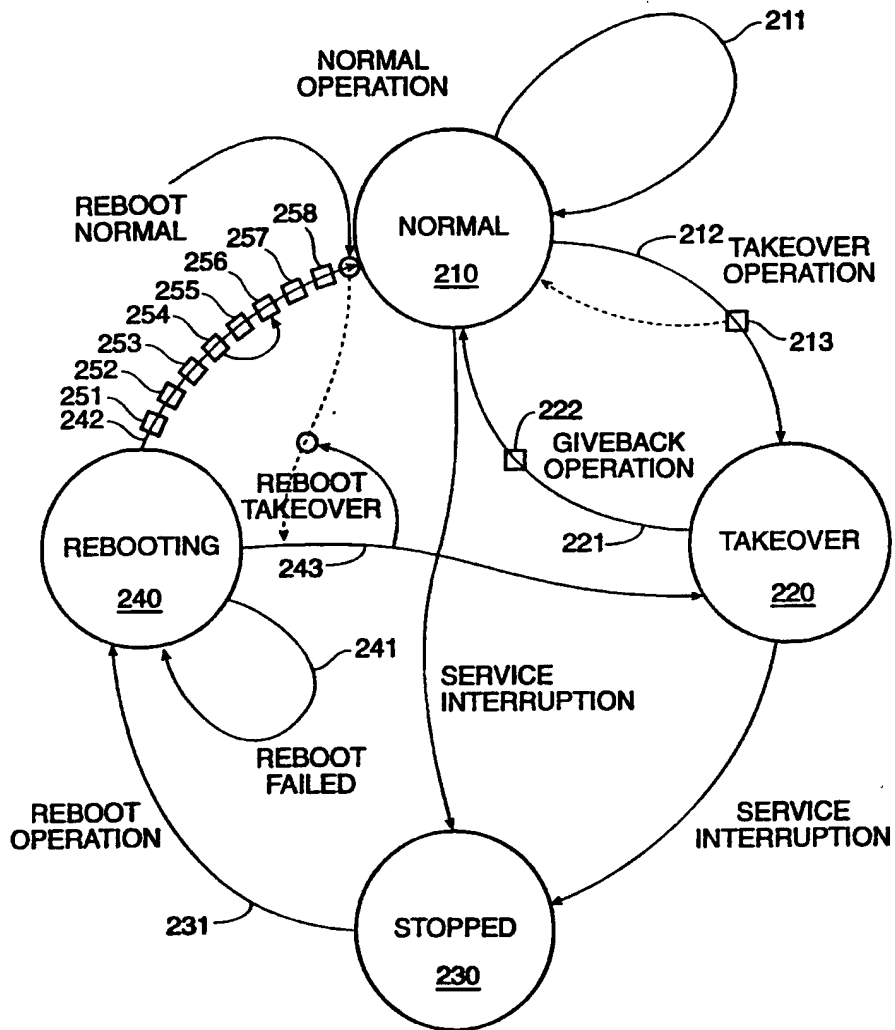 211
NORMAL
OPERATION
REBOOT
NORMAL
258
257
256
255
254
253
252
251
242
NORMAL
210
212
TAKEOVER
OPERATION
213
222
GIVEBACK
OPERATION
221
REBOOT
TAKEOVER
243
REBOOTING
240
TAKEOVER
220
241
SERVICE
INTERRUPTION
REBOOT
FAILED
REBOOT
OPERATION
SERVICE
INTERRUPTION
231
STOPPED
230